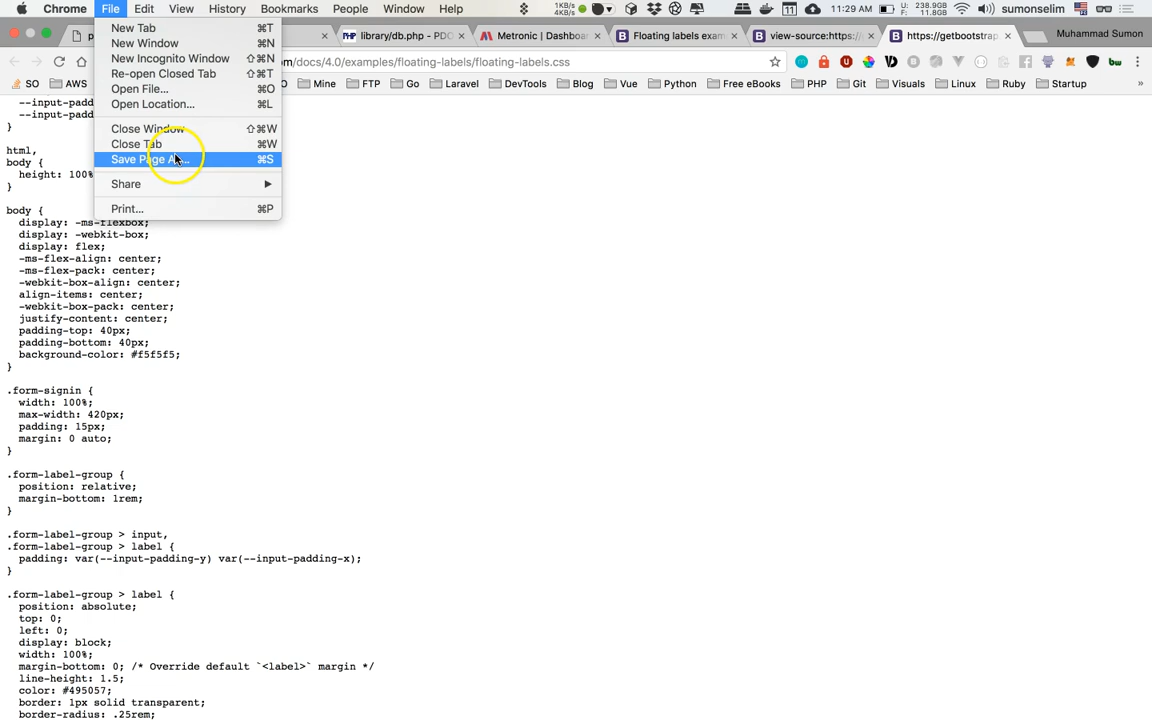 Chrome File Edit View History Bookmarks People Window Help 1KB/s 4KB/s 11 11:29 AM U: 238.9GB F: 11.8GB sumonselim
library/db.php - PDO Metronic | Dashboa Floating labels exam view-source:https:/ https://getbootstrap. Muhammad Sumon
om/docs/4.0/examples/floating-labels/floating-labels.css
SO AWS Mine FTP Go Laravel DevTools Blog Vue Python Git Visuals Linux Free eBooks PHP Ruby Startup »
New Tab ⌘T
New Window ⌘N
New Incognito Window ⇧⌘N
Re-open Closed Tab ⇧⌘T
Open File... ⌘O
Open Location... ⌘L
Close Window ⇧⌘W
Close Tab ⌘W
Save Page A... ⌘S
Share ▶
Print... ⌘P
--input-padd
--input-padd
}
html,
body {
height: 100%
}
body {
display: -ms-flexbox;
display: -webkit-box;
display: flex;
-ms-flex-align: center;
-ms-flex-pack: center;
-webkit-box-align: center;
align-items: center;
-webkit-box-pack: center;
justify-content: center;
padding-top: 40px;
padding-bottom: 40px;
background-color: #f5f5f5;
}
.form-signin {
width: 100%;
max-width: 420px;
padding: 15px;
margin: 0 auto;
}
.form-label-group {
position: relative;
margin-bottom: 1rem;
}
.form-label-group > input,
.form-label-group > label {
padding: var(--input-padding-y) var(--input-padding-x);
}
.form-label-group > label {
position: absolute;
top: 0;
left: 0;
display: block;
width: 100%;
margin-bottom: 0; /* Override default `<label>` margin */
line-height: 1.5;
color: #495057;
border: 1px solid transparent;
border-radius: .25rem;